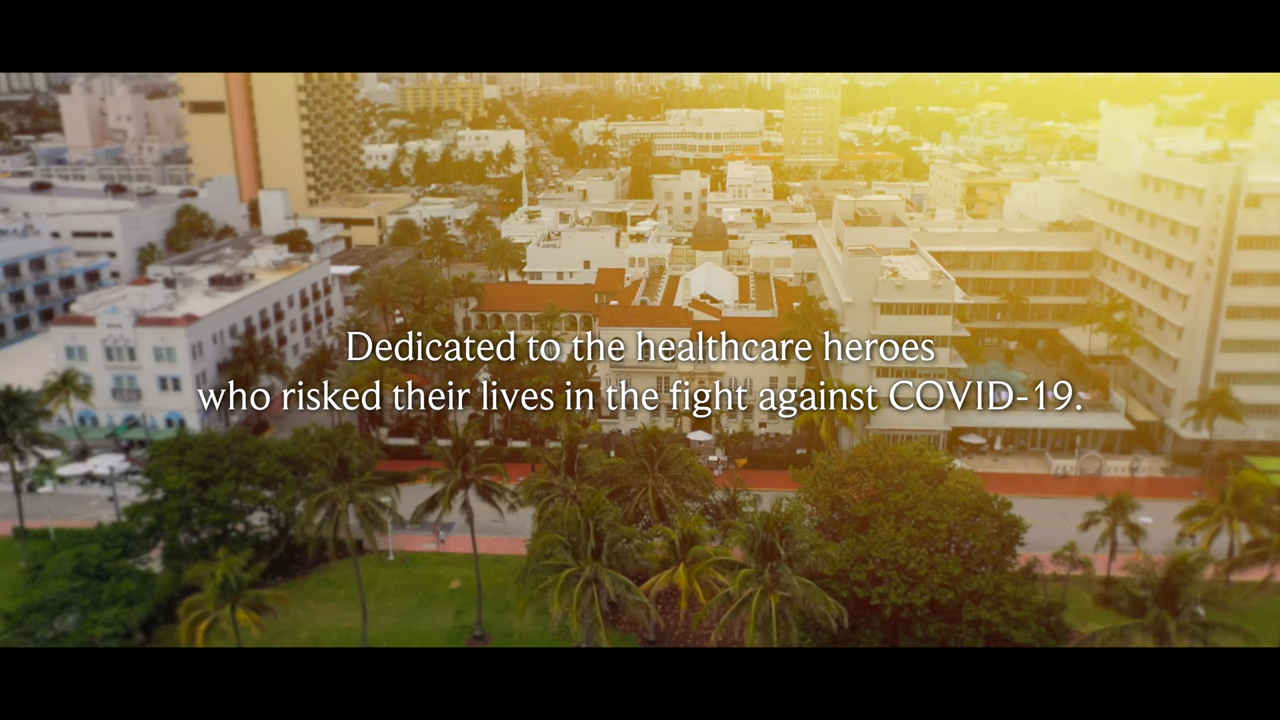 Dedicated to the healthcare heroes
who risked their lives in the fight against COVID-19.